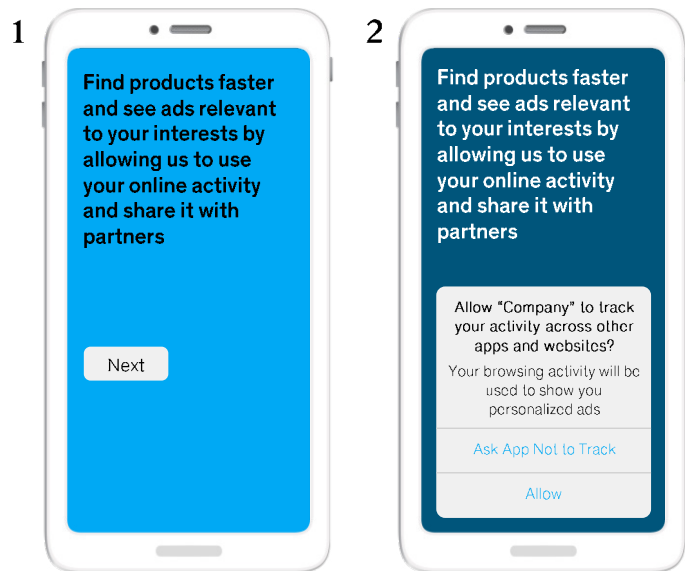 1
Find products faster
and see ads relevant
to your interests by
allowing us to use
your online activity
and share it with
partners
Next
2
Find products faster
and see ads relevant
to your interests by
allowing us to use
your online activity
and share it with
partners
Allow “Company” to track
your activity across other
apps and websites?
Your browsing activity will be
used to show you
personalized ads
Ask App Not to Track
Allow